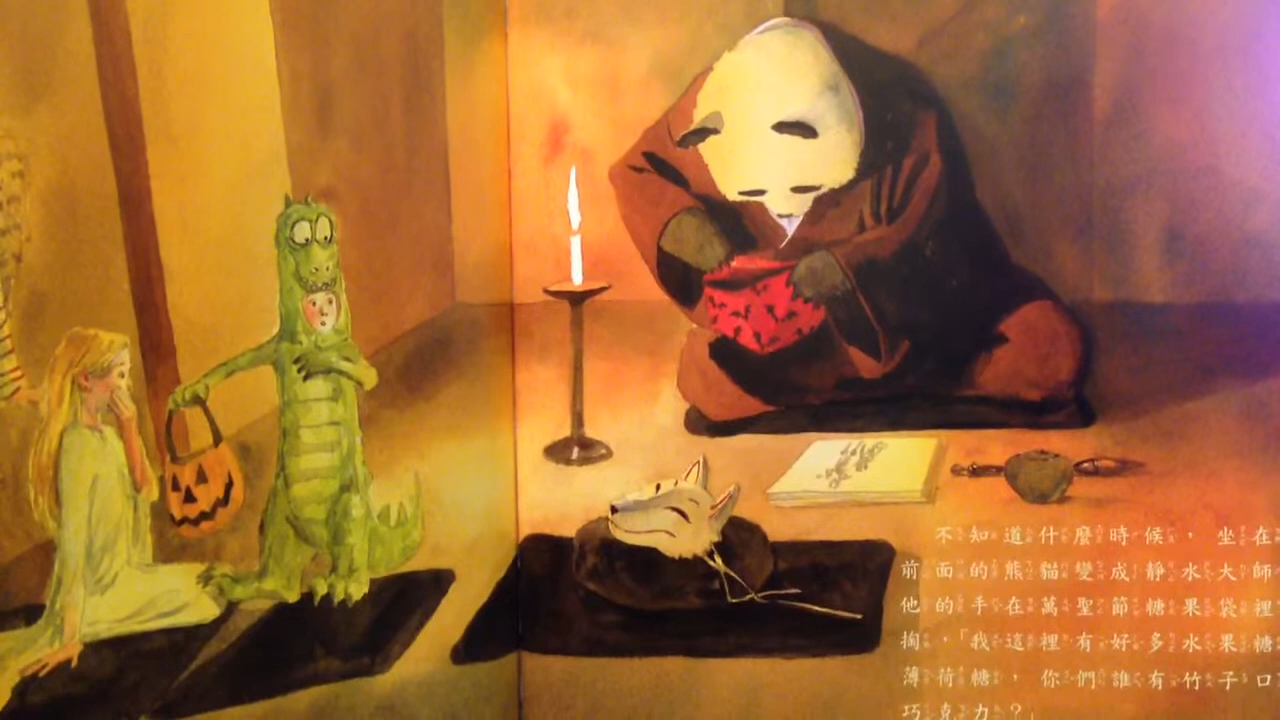 不知道什麼時候，坐在
前面的熊貓變成靜水大師
他的手在萬聖節糖果袋裡
掏，「我這裡有好多水果糖
薄荷糖，你們誰有竹子口
巧克力？」